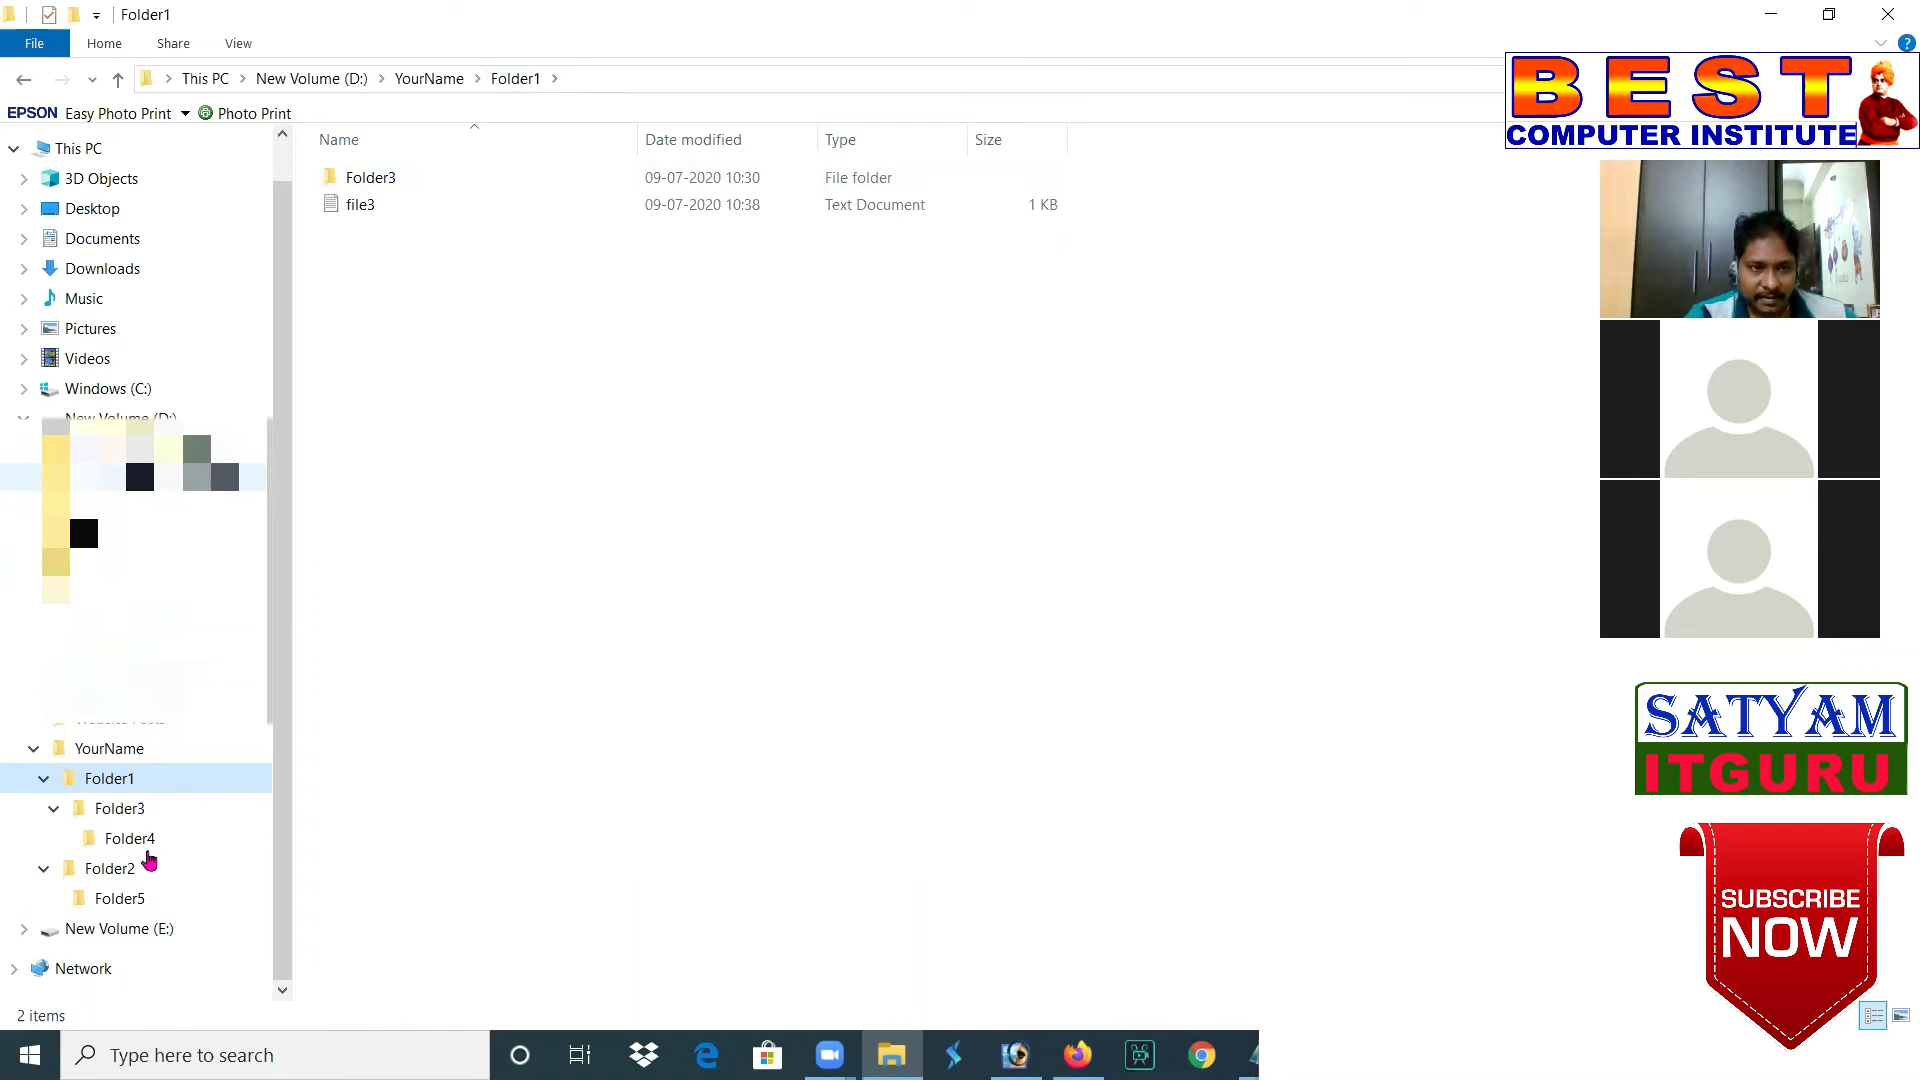 Folder1
File Home Share View
This PC New Volume (D:) YourName Folder1
EPSON Easy Photo Print Photo Print
BEST
COMPUTER INSTITUTE
Name Date modified Type Size
Folder3 09-07-2020 10:30 File folder
file3 09-07-2020 10:38 Text Document 1 KB
This PC
3D Objects
Desktop
Documents
Downloads
Music
Pictures
Videos
Windows (C:)
New Volume (D:)
YourName
Folder1
Folder3
Folder4
Folder2
Folder5
New Volume (E:)
Network
2 items
Type here to search
SATYAM
ITGURU
SUBSCRIBE
NOW